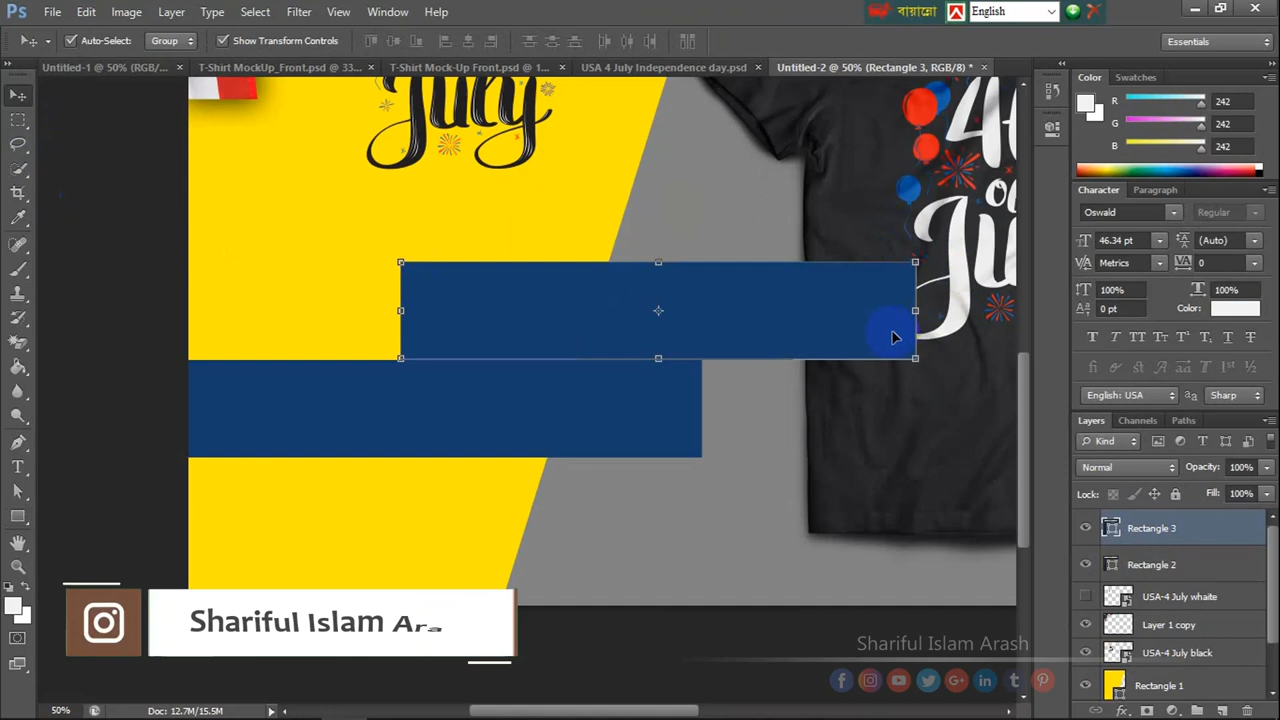 Ps File Edit Image Layer Type Select Filter View Window Help
বায়ান্নো English
Auto-Select: Group Show Transform Controls Essentials
Untitled-1 @ 50% (RGB/... × T-Shirt MockUp_Front.psd @ 33... × T-Shirt Mock-Up Front.psd @ 1... × USA 4 July Independence day.psd × Untitled-2 @ 50% (Rectangle 3, RGB/8) * ×
Color Swatches
R 242
G 242
B 242
July
4t
of
Ju
Character Paragraph
Oswald Regular
46.34 pt (Auto)
Metrics 0
100% 100%
0 pt Color:
English: USA Sharp
Layers Channels Paths
Kind
Normal Opacity: 100%
Lock: Fill: 100%
Rectangle 3
Rectangle 2
USA-4 July whaite
Layer 1 copy
USA-4 July black
Rectangle 1
Shariful Islam Ara
Shariful Islam Arash
50% Doc: 12.7M/15.5M